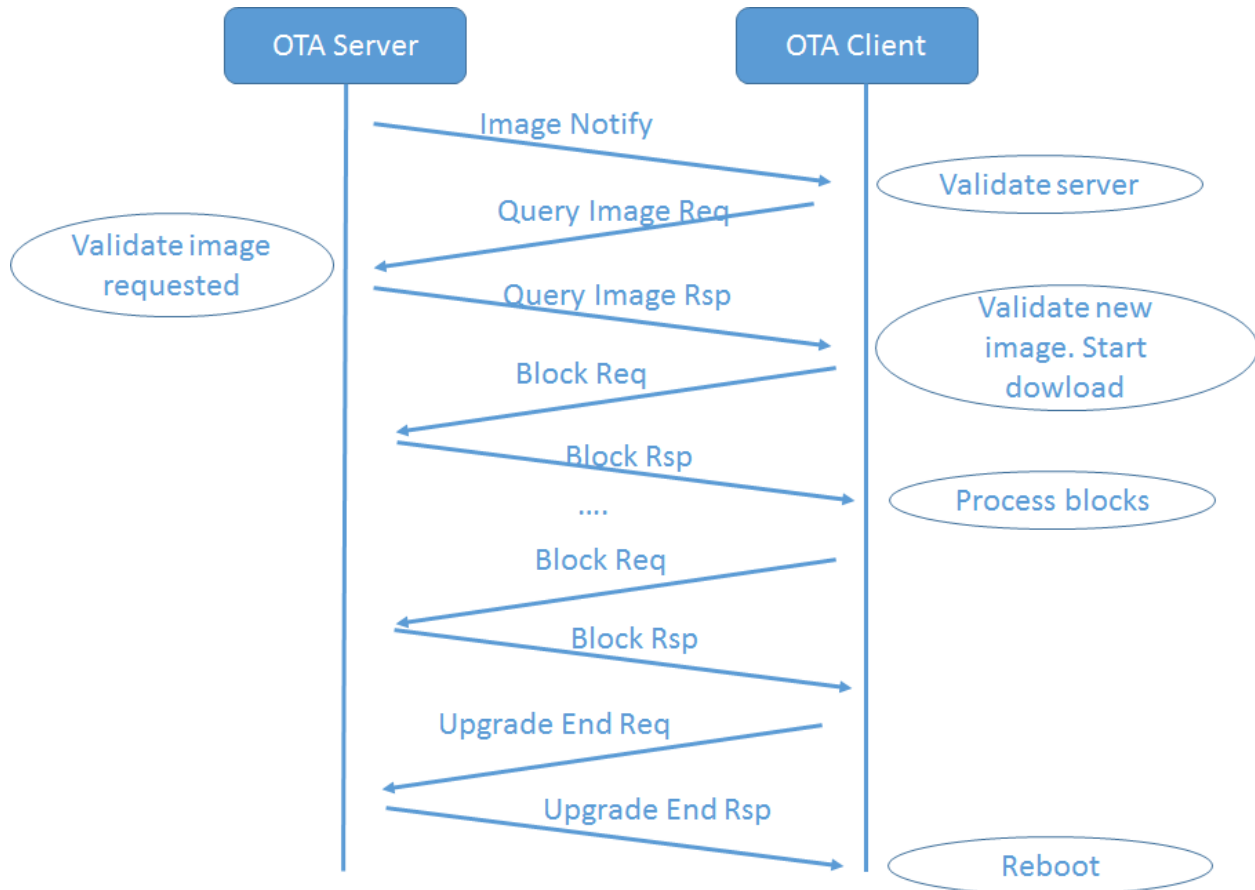 OTA Server
OTA Client
Image Notify
Validate server
Query Image Req
Validate image
requested
Query Image Rsp
Validate new
image. Start
dowload
Block Req
Block Rsp
Process blocks
....
Block Req
Block Rsp
Upgrade End Req
Upgrade End Rsp
Reboot